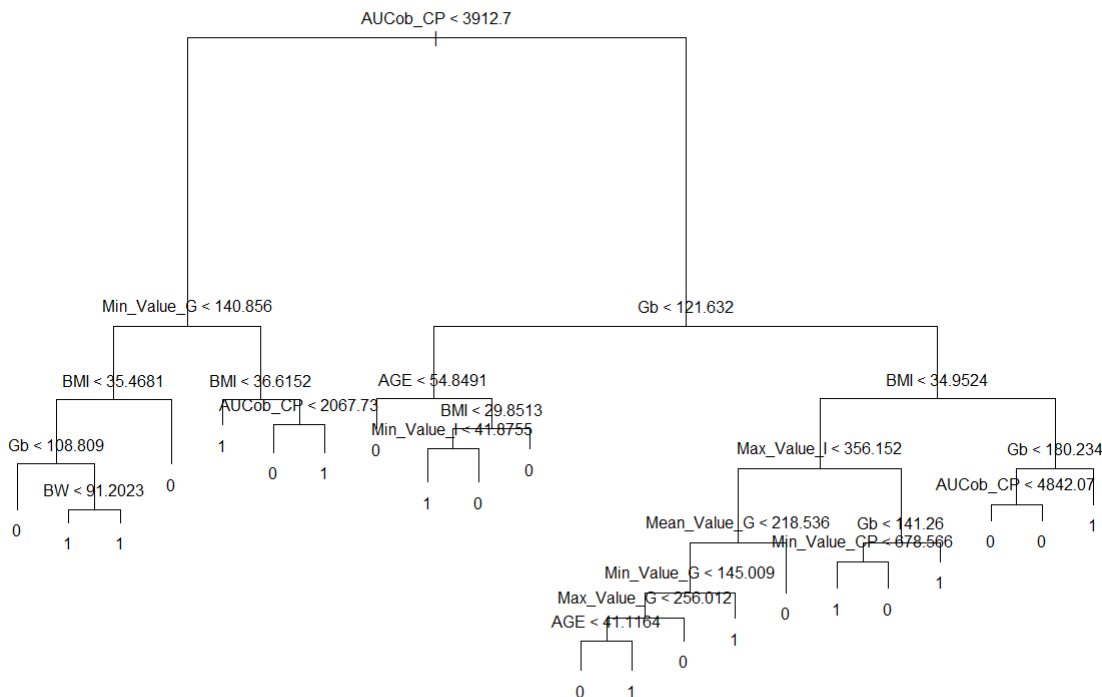 AUCob_CP < 3912.7
Min_Value_G < 140.856
Gb < 121.632
BMI < 35.4681
BMI < 36.6152
AGE < 54.8491
BMI < 34.9524
AUCob_CP < 2067.73
BMI < 29.8513
Min_Value_I < 41.8755
Gb < 108.809
0
1
0
0
Max_Value_I < 356.152
Gb < 180.234
0
1
1
0
BW < 91.2023
AUCob_CP < 4842.07
0
1
1
Mean_Value_G < 218.536
Gb < 141.26
1
Min_Value_CP < 678.566
0
0
Min_Value_G < 145.009
1
Max_Value_G < 256.012
0
1
0
AGE < 41.1164
1
0
0
1